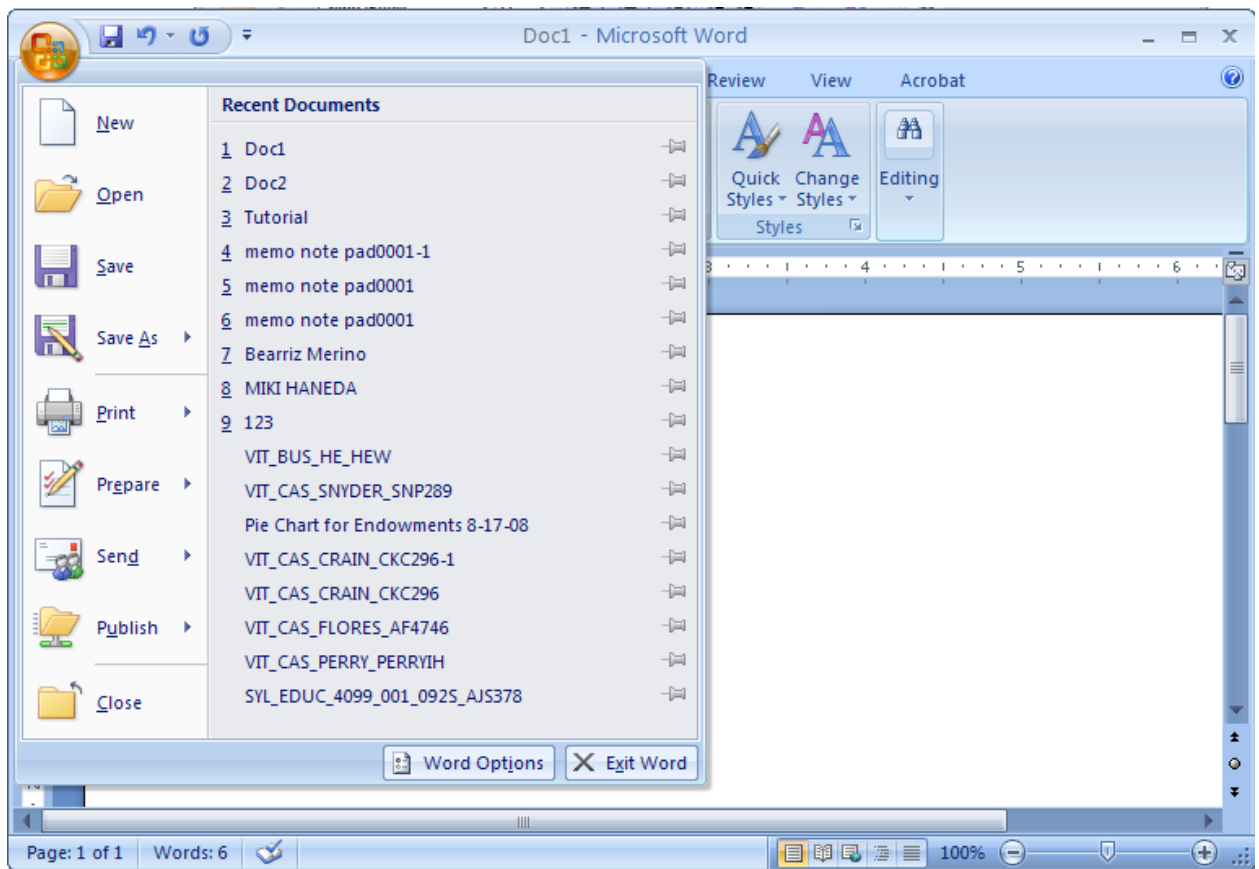 Doc1 - Microsoft Word
Review View Acrobat
New
Open
Save
Save As
Print
Prepare
Send
Publish
Close
Recent Documents
1 Doc1
2 Doc2
3 Tutorial
4 memo note pad0001-1
5 memo note pad0001
6 memo note pad0001
7 Bearriz Merino
8 MIKI HANEDA
9 123
VIT_BUS_HE_HEW
VIT_CAS_SNYDER_SNP289
Pie Chart for Endowments 8-17-08
VIT_CAS_CRAIN_CKC296-1
VIT_CAS_CRAIN_CKC296
VIT_CAS_FLORES_AF4746
VIT_CAS_PERRY_PERRYIH
SYL_EDUC_4099_001_092S_AJS378
Word Options Exit Word
Quick Styles
Change Styles
Editing
Styles
4 5 6
Page: 1 of 1 Words: 6 100%